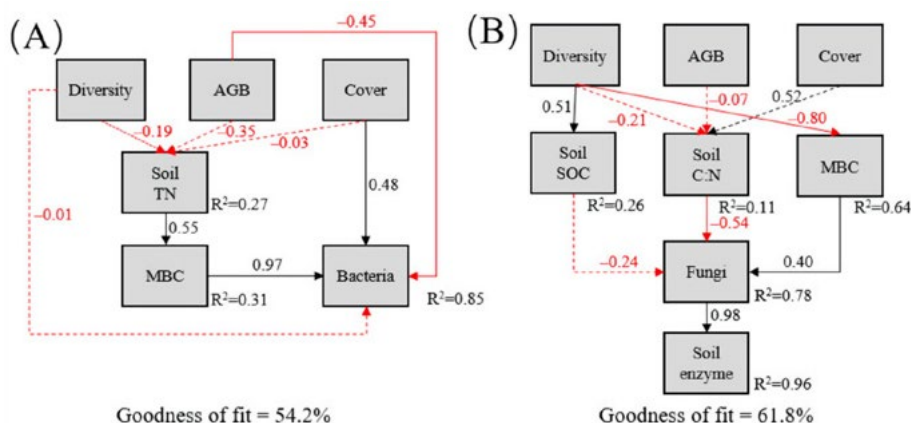 (A)
−0.45
Diversity
AGB
Cover
−0.19
−0.35
−0.03
Soil
TN
R²=0.27
−0.01
0.55
0.48
MBC
0.97
Bacteria
R²=0.31
R²=0.85
Goodness of fit = 54.2%
(B)
Diversity
AGB
Cover
0.51
−0.21
−0.07
0.52
−0.80
Soil
SOC
Soil
C:N
MBC
R²=0.26
R²=0.11
R²=0.64
−0.54
−0.24
0.40
Fungi
R²=0.78
0.98
Soil
enzyme
R²=0.96
Goodness of fit = 61.8%